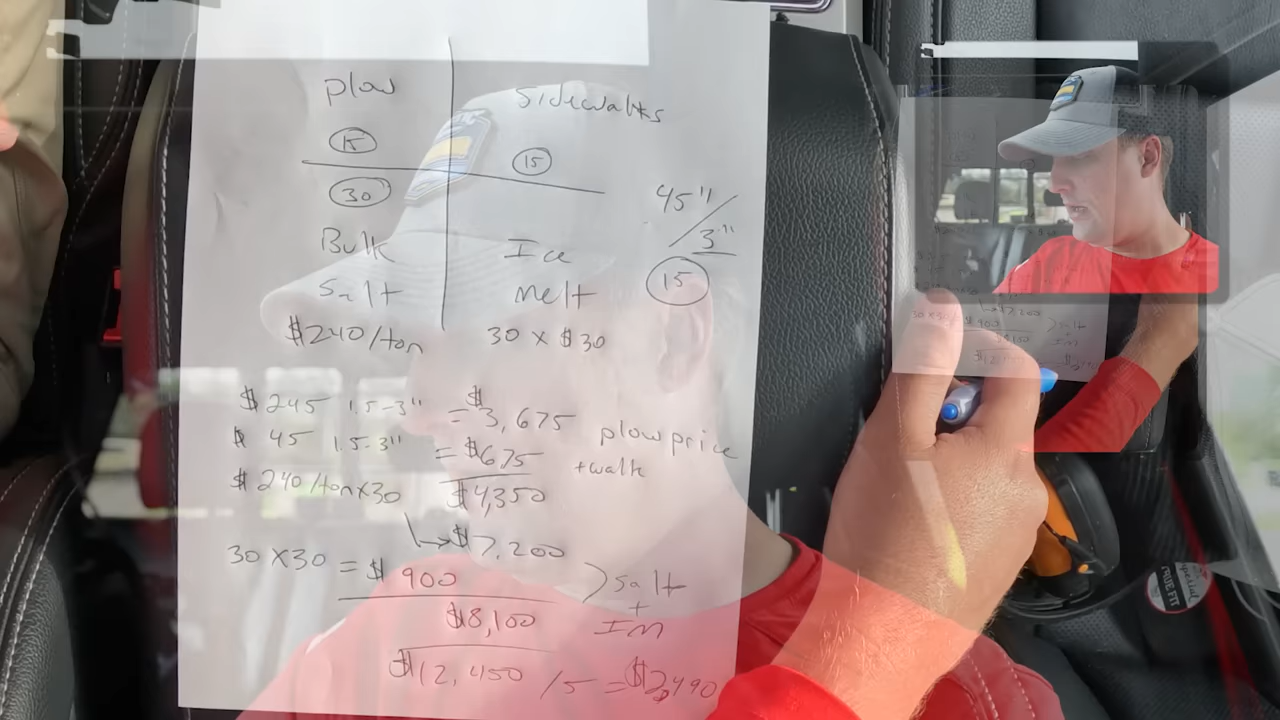 plow
Sidewalks
15
15
30
45"/3"
15
Bulk Salt
Ice melt
$240/ton
30 x $30
$245 1.5-3" = $3,675
$45 1.5-3" = $675
plow price
+walk
$240/ton x30
$4,350
↳ $7,200
30 x 30 = $900
> Salt
+
IM
$8,100
$12,450 /5 = $2,490